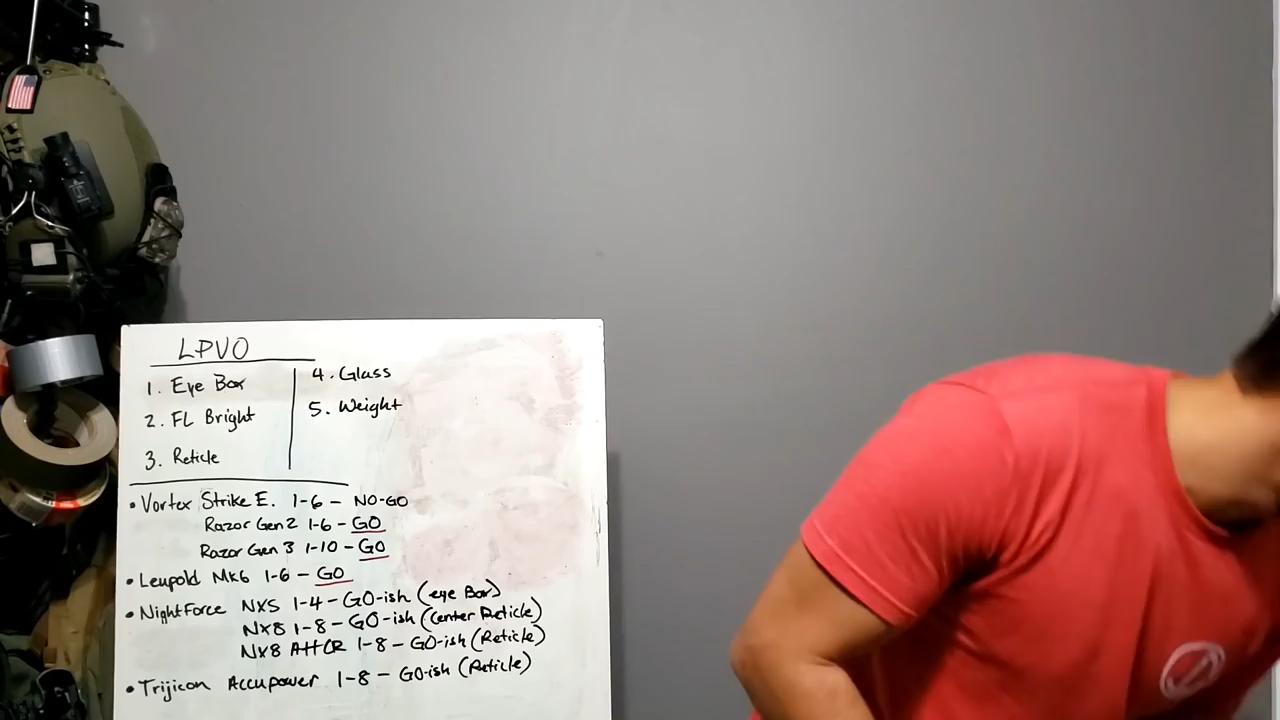 LPVO
1. Eye Box
2. FL Bright
3. Reticle
4. Glass
5. Weight
• Vortex Strike E. 1-6 - NO-GO
Razor Gen 2 1-6 - GO
Razor Gen 3 1-10 - GO
• Leupold MK6 1-6 - GO
• NightForce NXS 1-4 - GO-ish (eye Box)
NX8 1-8 - GO-ish (center Reticle)
NX8 ATACR 1-8 - GO-ish (Reticle)
• Trijicon Accupower 1-8 - GO-ish (Reticle)